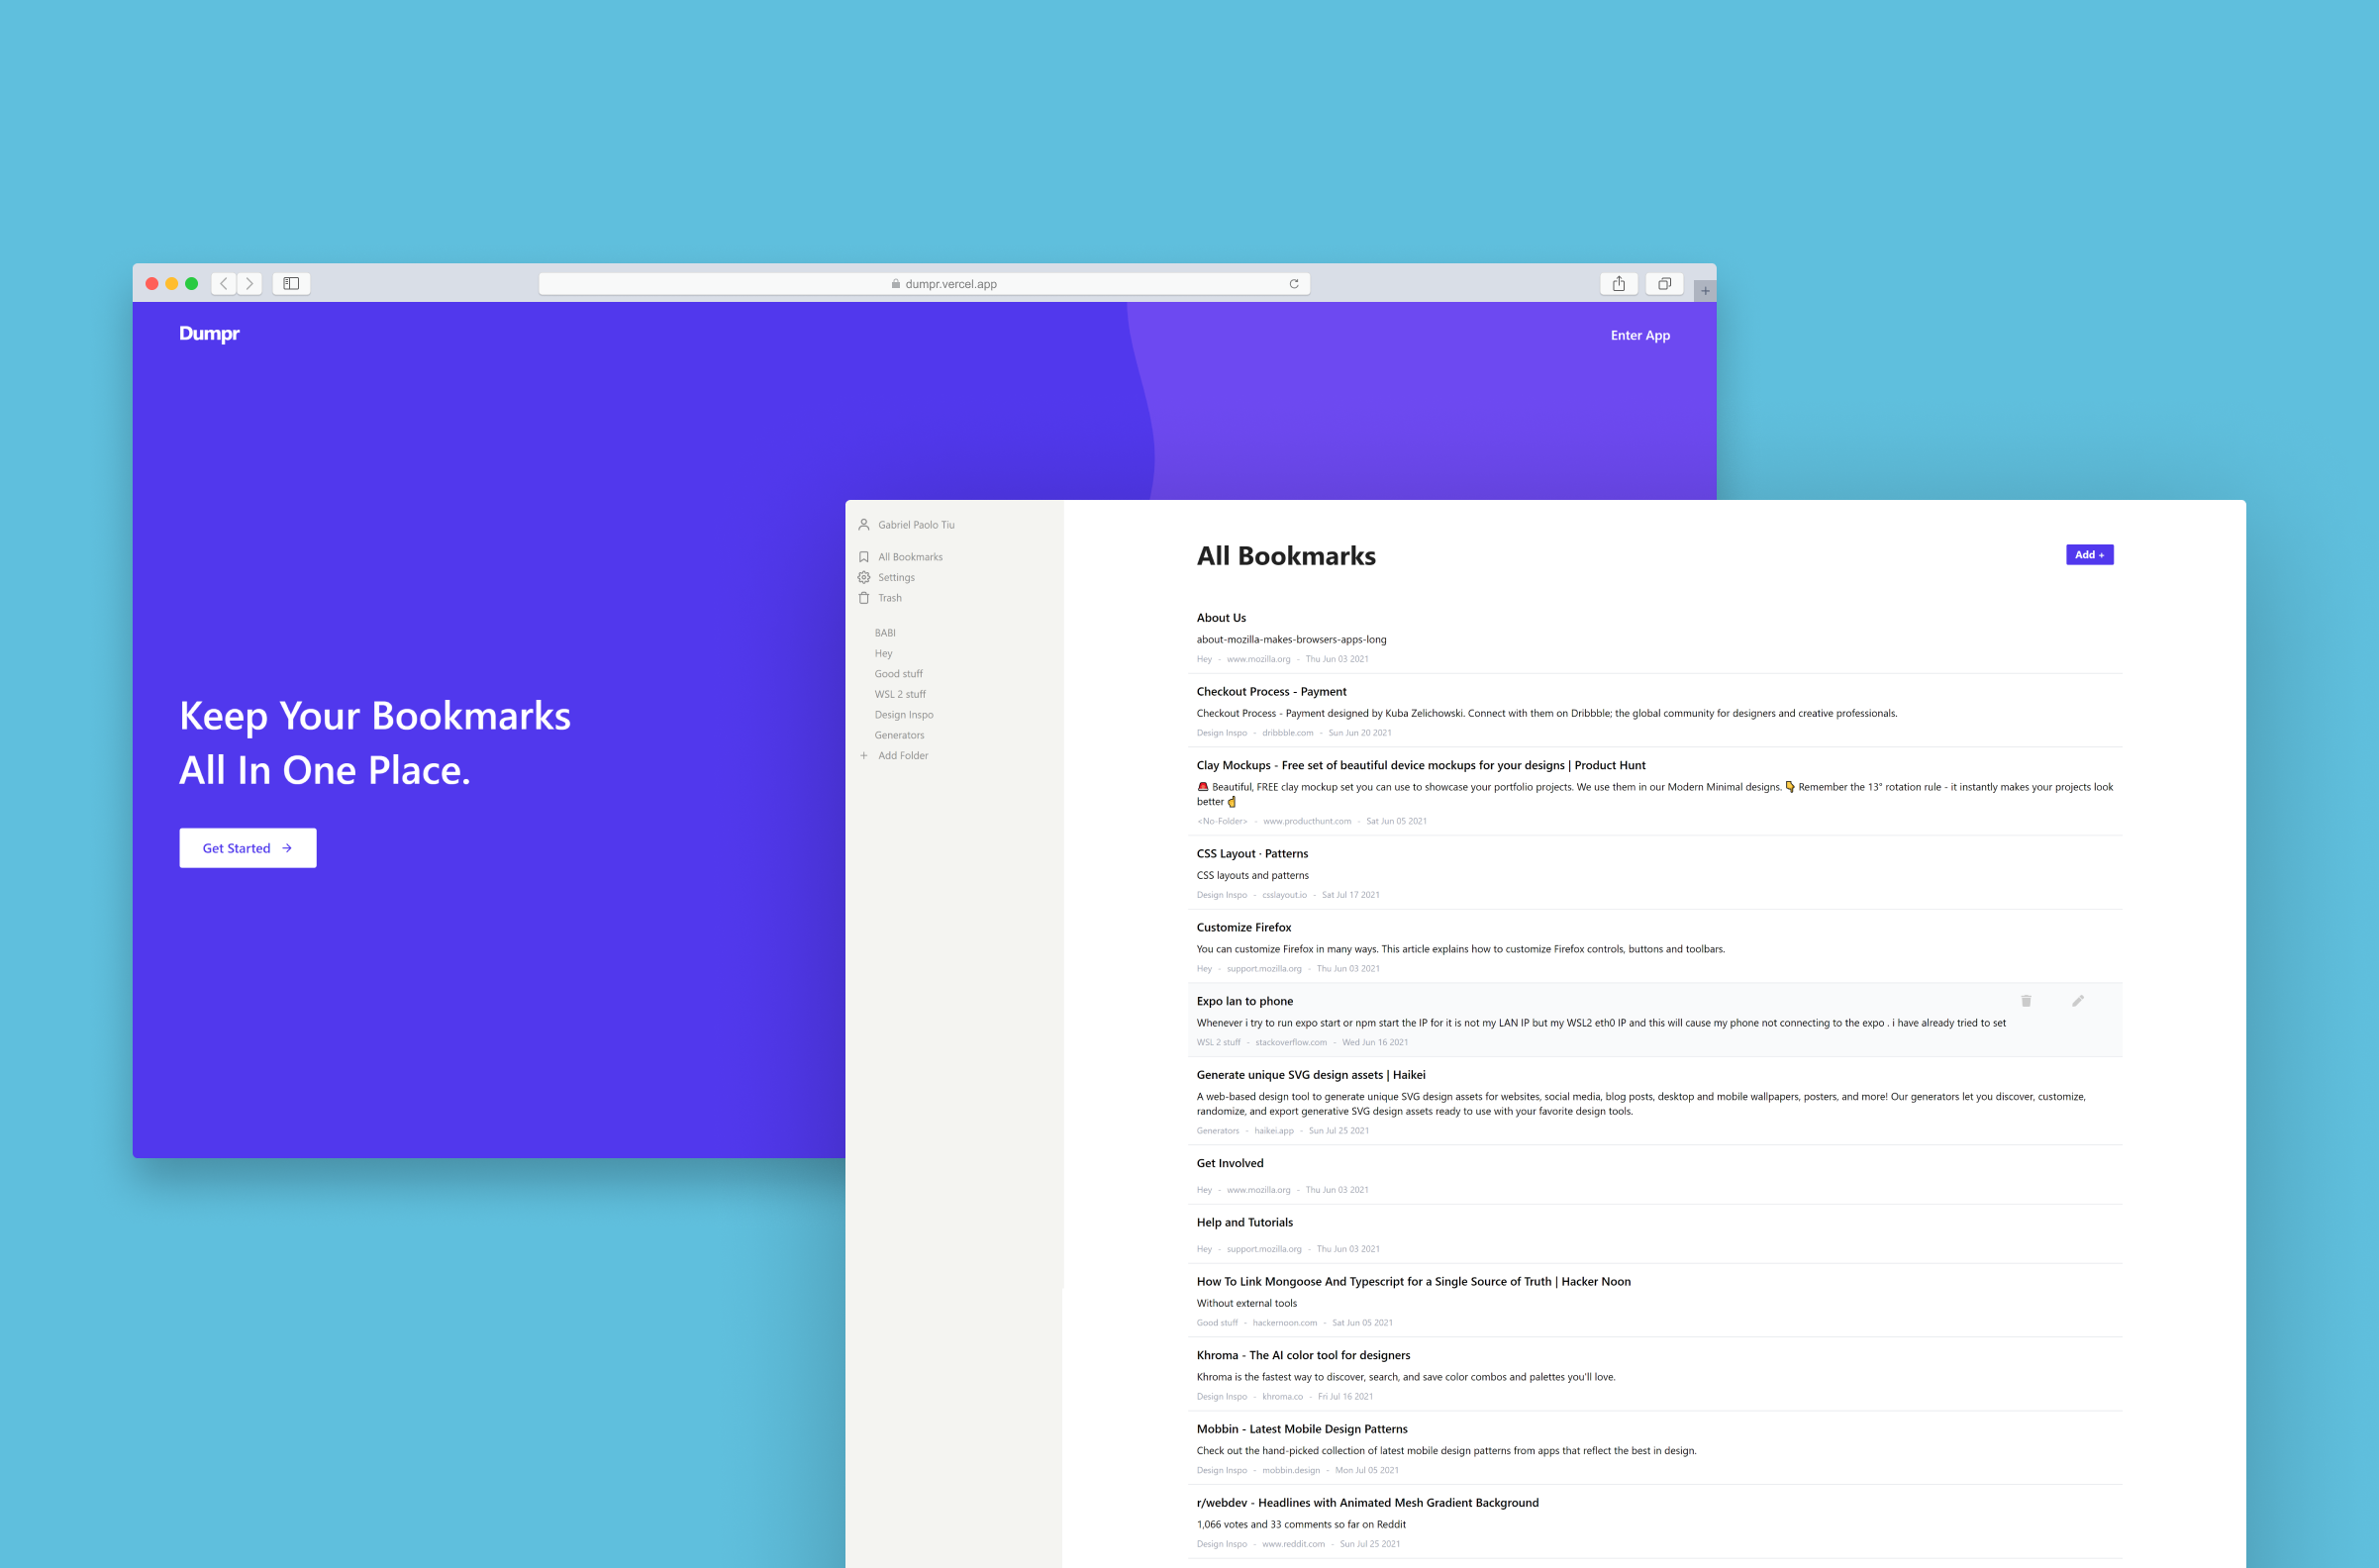 dumpr.vercel.app
Dumpr
Enter App
Keep Your Bookmarks
All In One Place.
Get Started
Gabriel Paolo Tiu
All Bookmarks
Settings
Trash
BABI
Hey
Good stuff
WSL 2 stuff
Design Inspo
Generators
+ Add Folder
All Bookmarks
Add +
About Us
about-mozilla-makes-browsers-apps-long
Hey - www.mozilla.org - Thu Jun 03 2021
Checkout Process - Payment
Checkout Process - Payment designed by Kuba Zelichowski. Connect with them on Dribbble; the global community for designers and creative professionals.
Design Inspo - dribbble.com - Sun Jun 20 2021
Clay Mockups - Free set of beautiful device mockups for your designs | Product Hunt
🚨 Beautiful, FREE clay mockup set you can use to showcase your portfolio projects. We use them in our Modern Minimal designs. 👇 Remember the 13° rotation rule - it instantly makes your projects look
better ☝️
<No-Folder> - www.producthunt.com - Sat Jun 05 2021
CSS Layout · Patterns
CSS layouts and patterns
Design Inspo - csslayout.io - Sat Jul 17 2021
Customize Firefox
You can customize Firefox in many ways. This article explains how to customize Firefox controls, buttons and toolbars.
Hey - support.mozilla.org - Thu Jun 03 2021
Expo lan to phone
Whenever i try to run expo start or npm start the IP for it is not my LAN IP but my WSL2 eth0 IP and this will cause my phone not connecting to the expo . i have already tried to set
WSL 2 stuff - stackoverflow.com - Wed Jun 16 2021
Generate unique SVG design assets | Haikei
A web-based design tool to generate unique SVG design assets for websites, social media, blog posts, desktop and mobile wallpapers, posters, and more! Our generators let you discover, customize,
randomize, and export generative SVG design assets ready to use with your favorite design tools.
Generators - haikei.app - Sun Jul 25 2021
Get Involved
Hey - www.mozilla.org - Thu Jun 03 2021
Help and Tutorials
Hey - support.mozilla.org - Thu Jun 03 2021
How To Link Mongoose And Typescript for a Single Source of Truth | Hacker Noon
Without external tools
Good stuff - hackernoon.com - Sat Jun 05 2021
Khroma - The AI color tool for designers
Khroma is the fastest way to discover, search, and save color combos and palettes you'll love.
Design Inspo - khroma.co - Fri Jul 16 2021
Mobbin - Latest Mobile Design Patterns
Check out the hand-picked collection of latest mobile design patterns from apps that reflect the best in design.
Design Inspo - mobbin.design - Mon Jul 05 2021
r/webdev - Headlines with Animated Mesh Gradient Background
1,066 votes and 33 comments so far on Reddit
Design Inspo - www.reddit.com - Sun Jul 25 2021